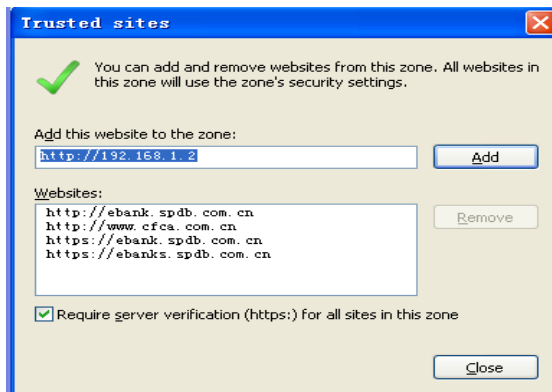 Trusted sites
You can add and remove websites from this zone. All websites in
this zone will use the zone's security settings.
Add this website to the zone:
http://192.168.1.2
Add
Websites:
http://ebank.spdb.com.cn
http://www.cfca.com.cn
https://ebank.spdb.com.cn
https://ebanks.spdb.com.cn
Remove
Require server verification (https:) for all sites in this zone
Close